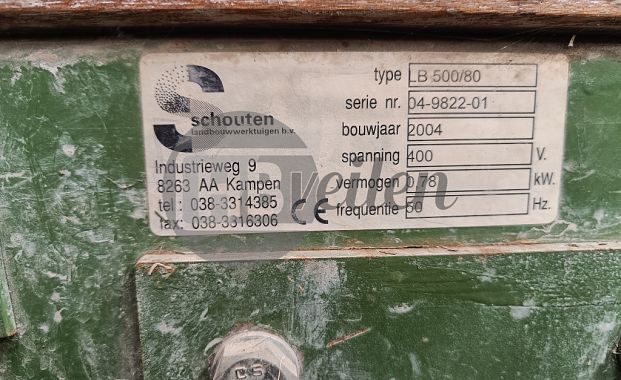 schouten
landbouwwerktuigen b.v.
Industrieweg 9
8263 AA Kampen
tel : 038-3314385
fax: 038-3316306
CE
type LB 500/80
serie nr. 04-9822-01
bouwjaar 2004
spanning 400 V.
vermogen 0,78 kW.
frequentie 50 Hz.
veilen
CS